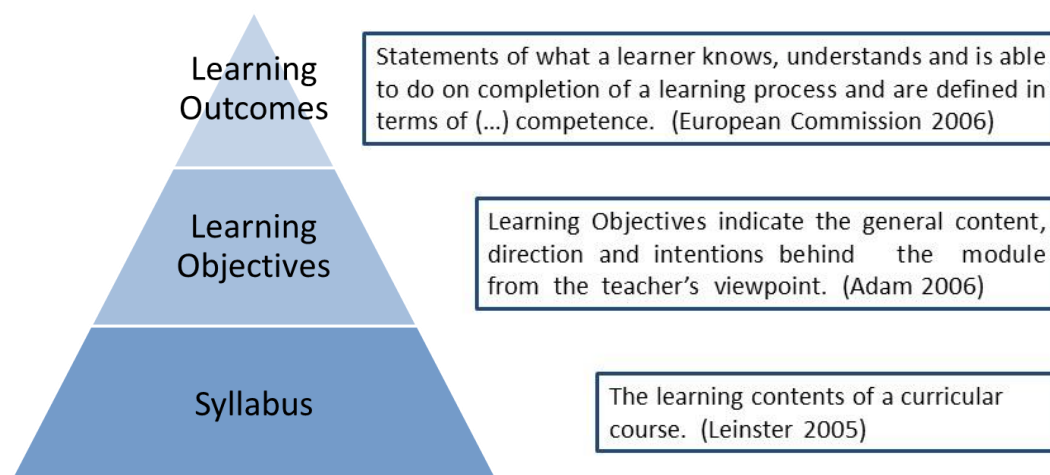 Learning
Outcomes
Statements of what a learner knows, understands and is able
to do on completion of a learning process and are defined in
terms of (...) competence. (European Commission 2006)
Learning
Objectives
Learning Objectives indicate the general content,
direction and intentions behind the module
from the teacher’s viewpoint. (Adam 2006)
Syllabus
The learning contents of a curricular
course. (Leinster 2005)